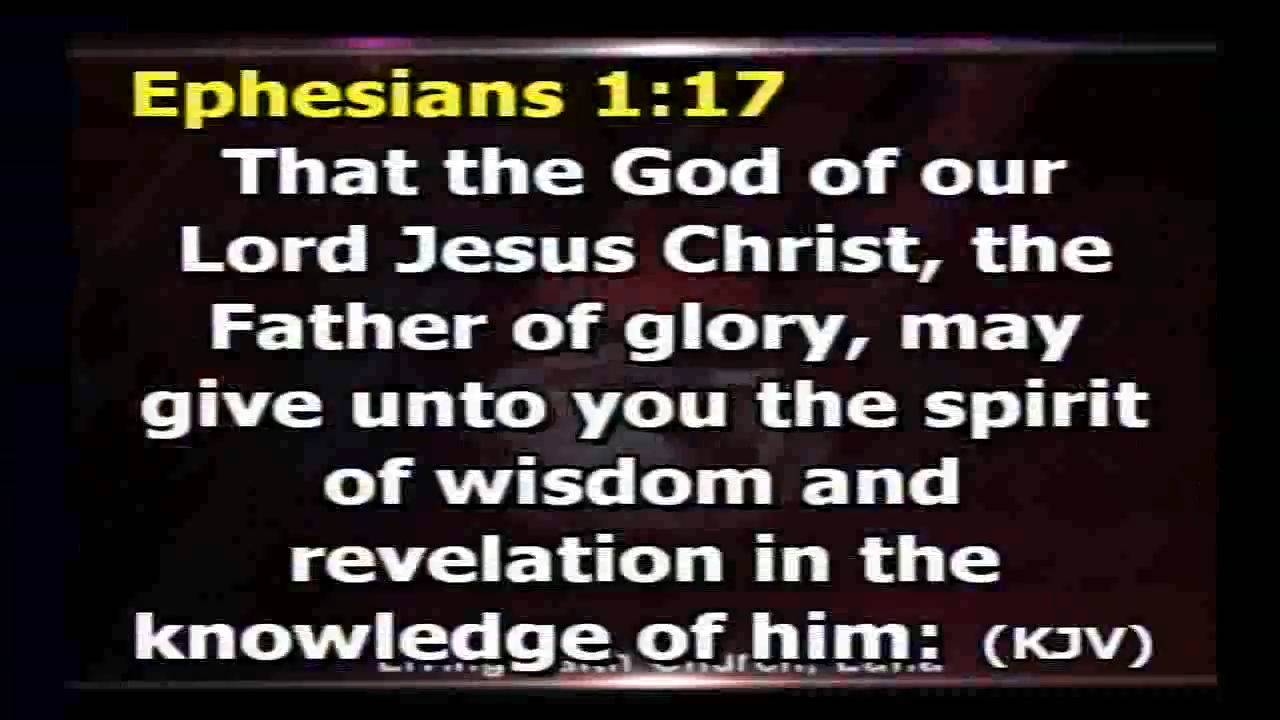 Ephesians 1:17
That the God of our
Lord Jesus Christ, the
Father of glory, may
give unto you the spirit
of wisdom and
revelation in the
knowledge of him: (KJV)